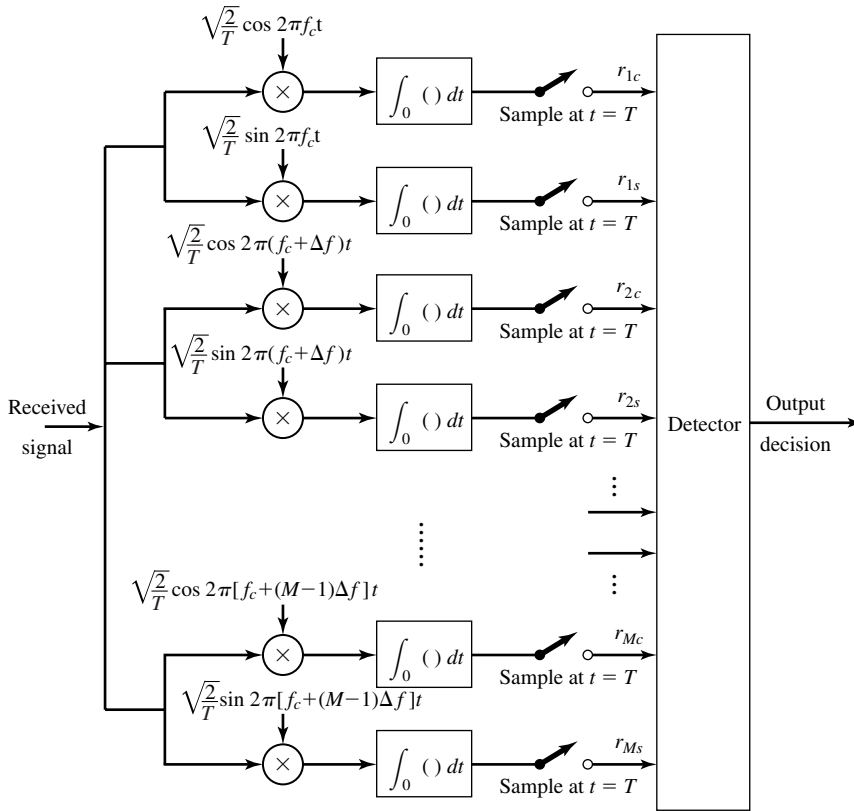 √2/T cos 2πf_c t
∫_0 ( ) dt
r_1c
Sample at t = T
√2/T sin 2πf_c t
∫_0 ( ) dt
r_1s
Sample at t = T
√2/T cos 2π(f_c+Δf)t
∫_0 ( ) dt
r_2c
Sample at t = T
√2/T sin 2π(f_c+Δf)t
∫_0 ( ) dt
r_2s
Sample at t = T
Received
signal
Detector
Output
decision
√2/T cos 2π[f_c+(M−1)Δf]t
∫_0 ( ) dt
r_Mc
Sample at t = T
√2/T sin 2π[f_c+(M−1)Δf]t
∫_0 ( ) dt
r_Ms
Sample at t = T